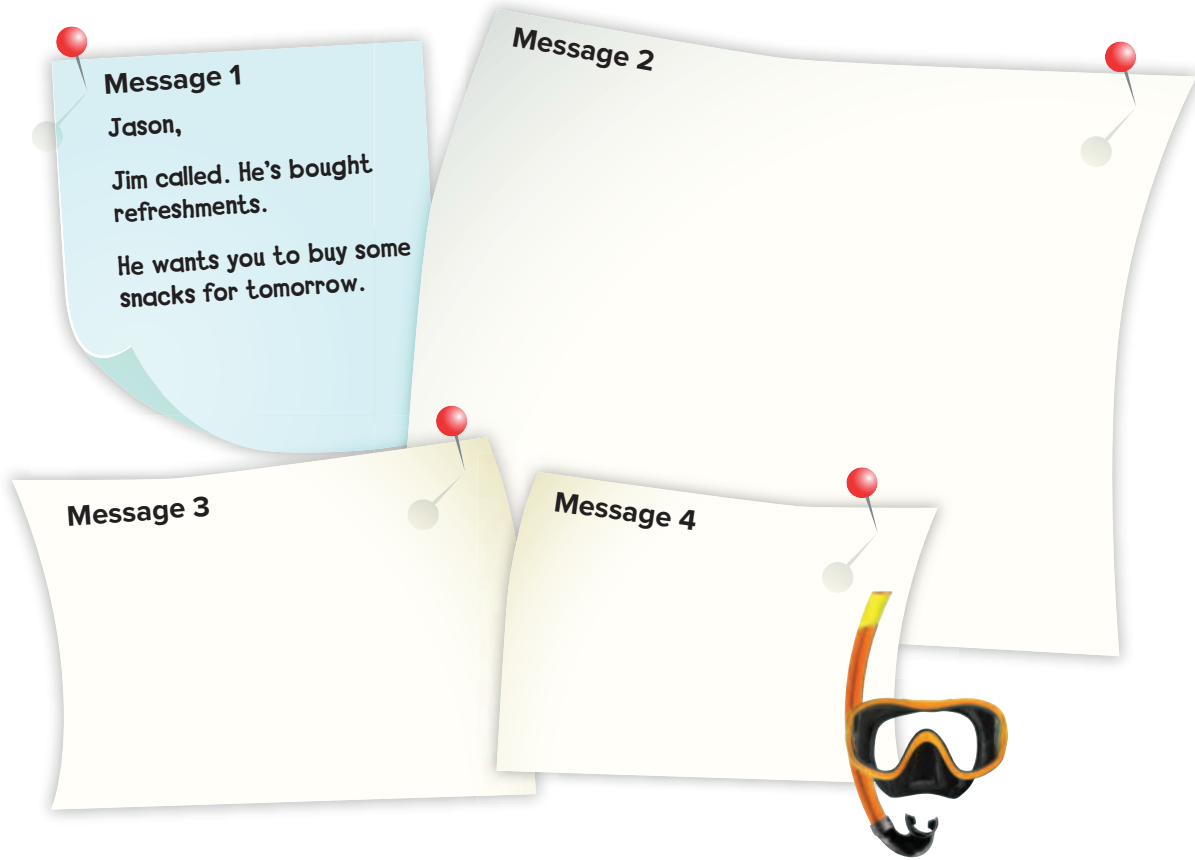 Message 1
Jason,
Jim called. He's bought
refreshments.
He wants you to buy some
snacks for tomorrow.
Message 2
Message 3
Message 4